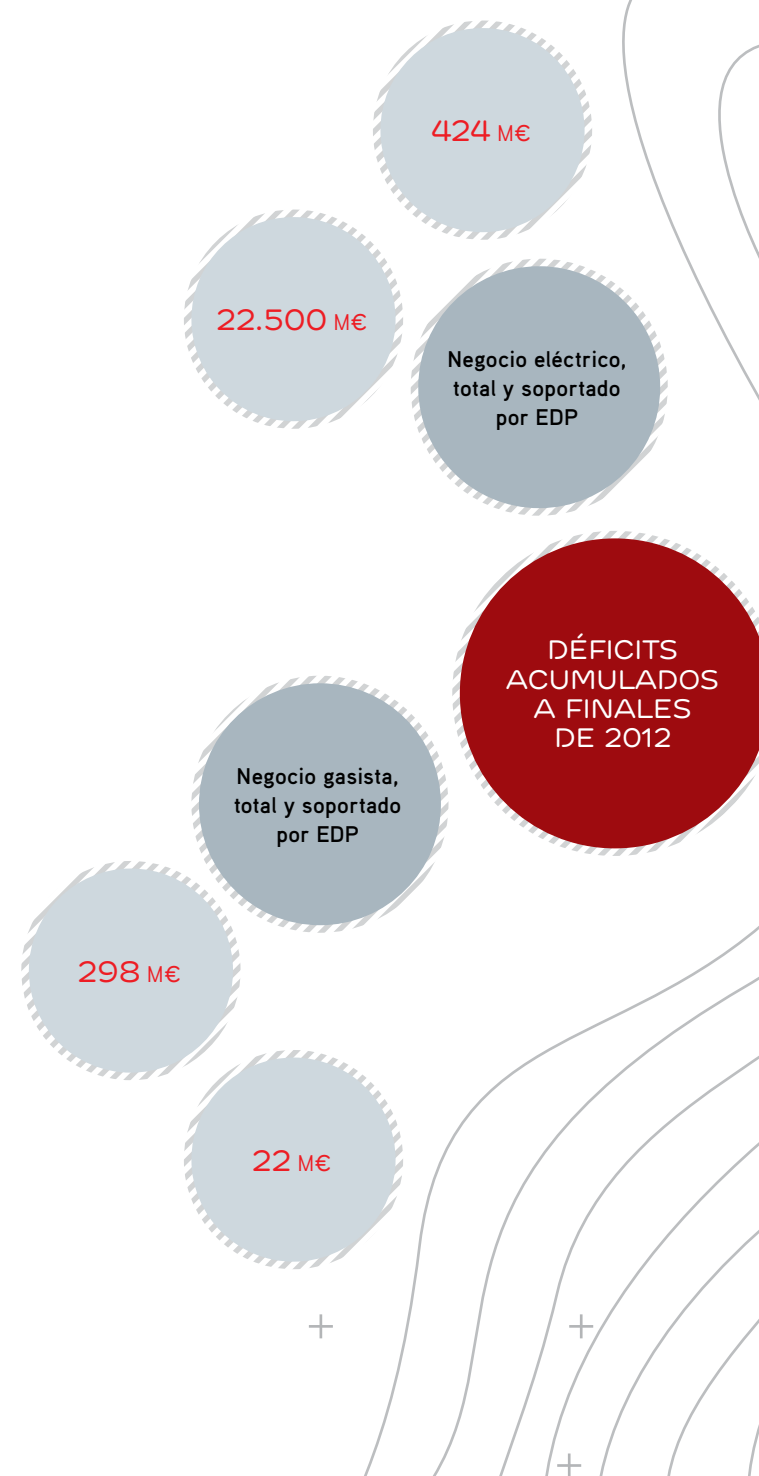 424 M€
22.500 M€
Negocio eléctrico,
total y soportado
por EDP
DÉFICITS
ACUMULADOS
A FINALES
DE 2012
Negocio gasista,
total y soportado
por EDP
298 M€
22 M€